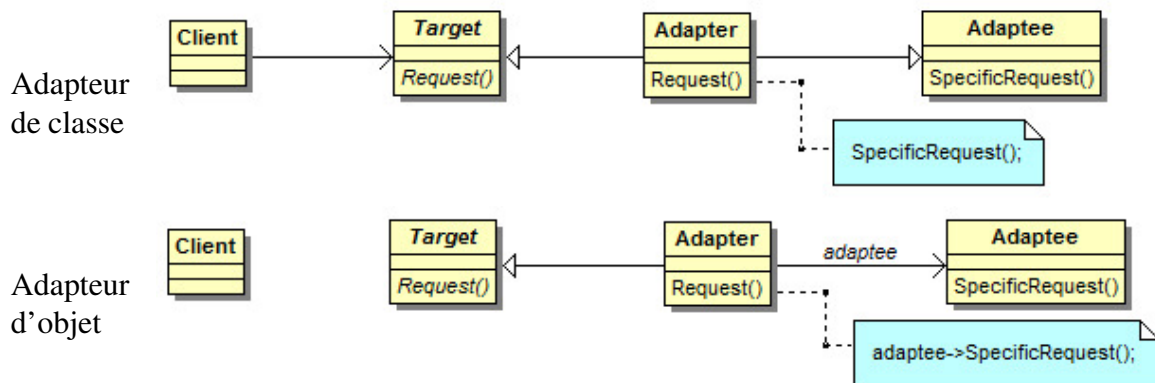 Adapteur
de classe
Client
Target
Request()
Adapter
Request()
Adaptee
SpecificRequest()
SpecificRequest();
Adapteur
d'objet
Client
Target
Request()
Adapter
Request()
adaptee
Adaptee
SpecificRequest()
adaptee->SpecificRequest();